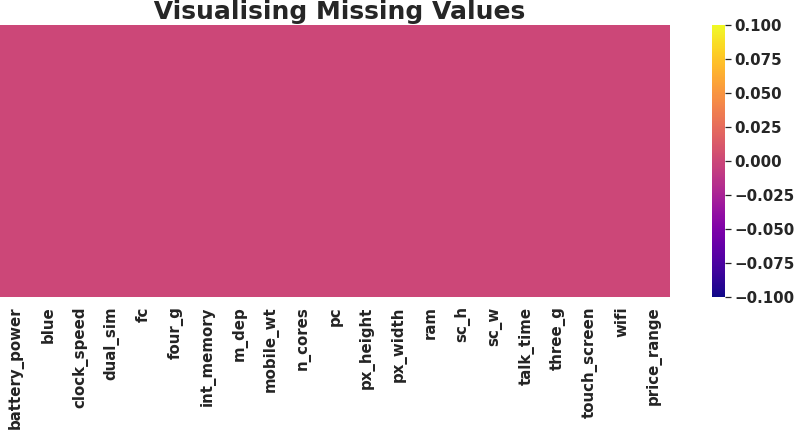 Visualising Missing Values
0.100
0.075
0.050
0.025
0.000
−0.025
−0.050
−0.075
−0.100
battery_power
blue
clock_speed
dual_sim
fc
four_g
int_memory
m_dep
mobile_wt
n_cores
pc
px_height
px_width
ram
sc_h
sc_w
talk_time
three_g
touch_screen
wifi
price_range